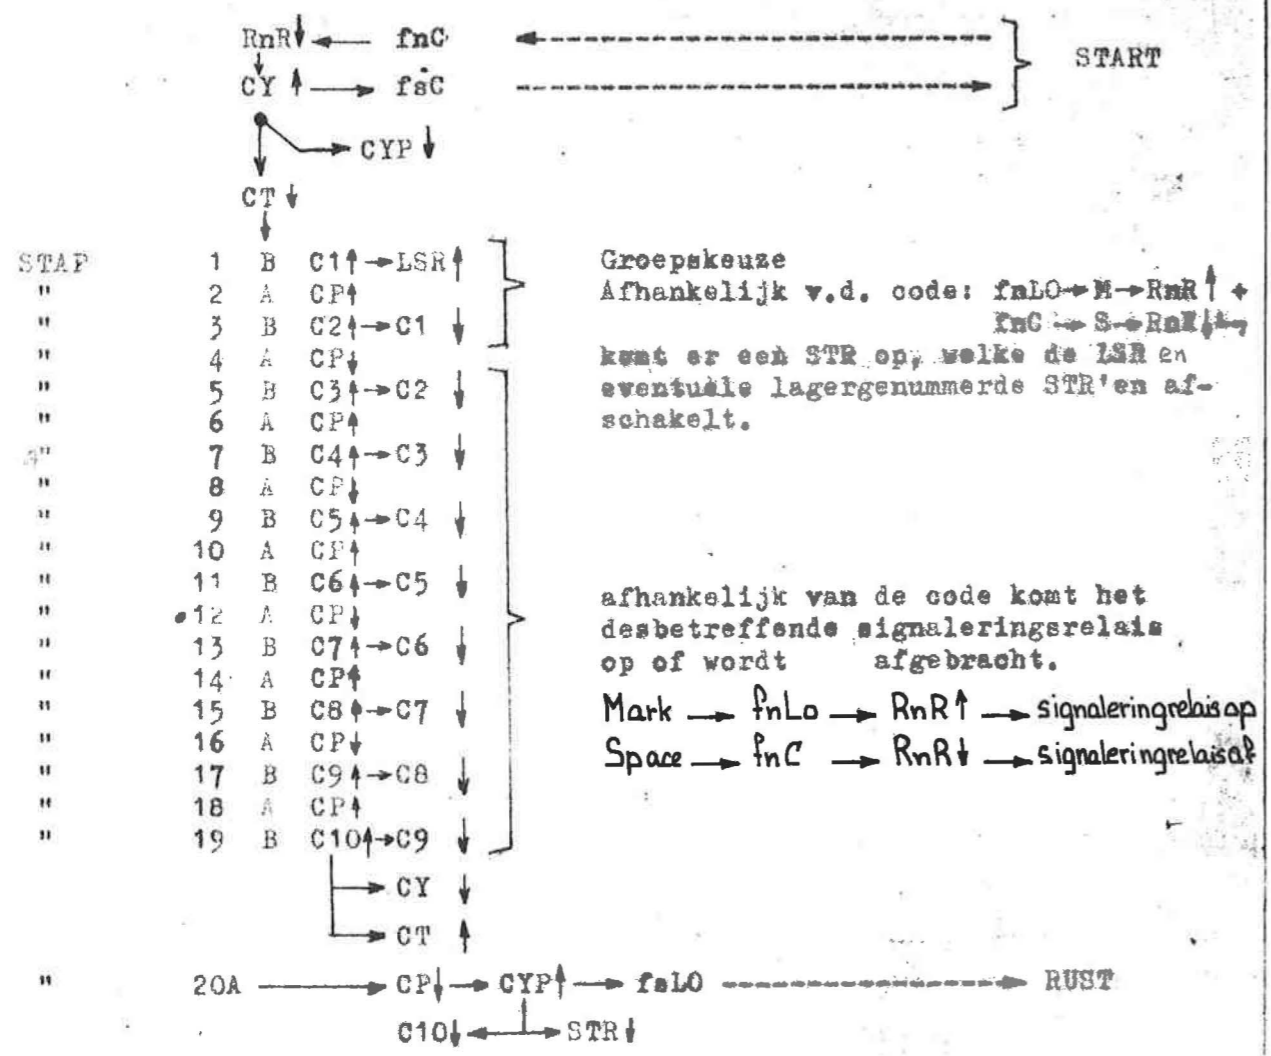 RnR↓ ← fnC
START
CY ↑ → fsC
CYP ↓
CT ↓
STAP 1 B C1↑→LSR↑ Groepskeuze
" 2 A CP↑ Afhankelijk v.d. code: fnLO→M→RnR↑ +
" 3 B C2↑→C1 ↓ fnC → S→RnR↓
" 4 A CP↓ komt er een STR op, welke de LSR en
" 5 B C3↑→C2 ↓ eventuele lagergenummerde STR'en af-
" 6 A CP↑ schakelt.
" 7 B C4↑→C3 ↓
" 8 A CP↓
" 9 B C5↑→C4 ↓
" 10 A CP↑
" 11 B C6↑→C5 ↓ afhankelijk van de code komt het
" 12 A CP↓ desbetreffende signaleringsrelais
" 13 B C7↑→C6 ↓ op of wordt afgebracht.
" 14 A CP↑
" 15 B C8↑→C7 ↓ Mark → fnLo → RnR↑ → signaleringrelais op
" 16 A CP↓ Space → fnC → RnR↓ → signaleringrelais af
" 17 B C9↑→C8 ↓
" 18 A CP↑
" 19 B C10↑→C9 ↓
CY ↓
CT ↑
" 20A → CP↓ → CYP↑ → fsLO → RUST
C10↓ ← → STR↓